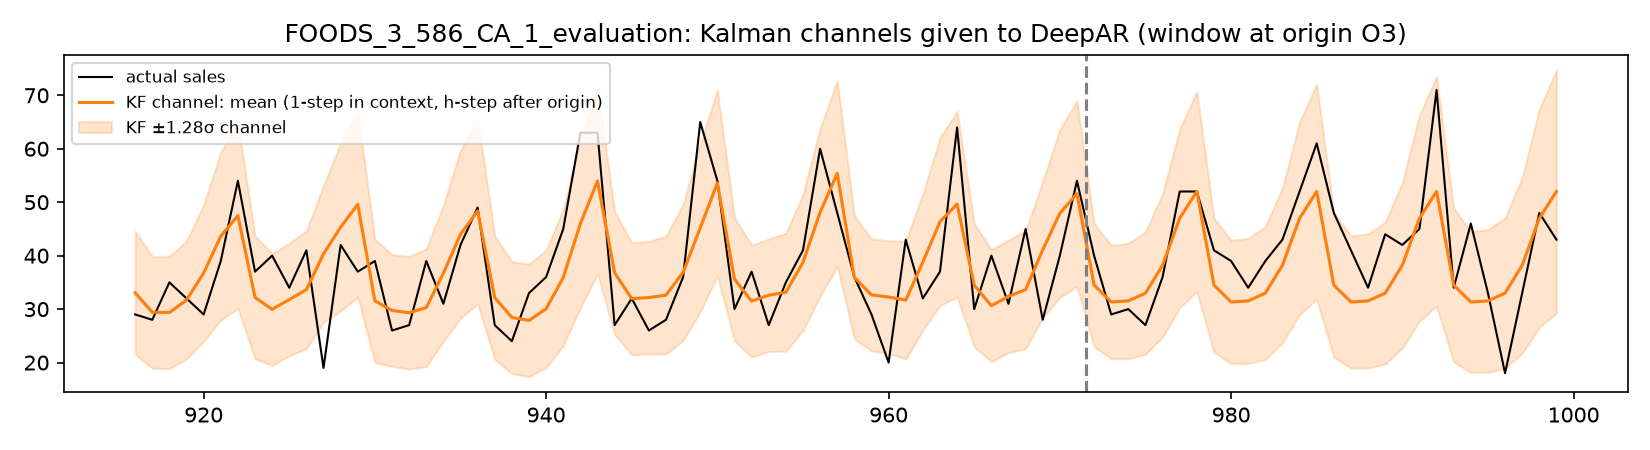 FOODS_3_586_CA_1_evaluation: Kalman channels given to DeepAR (window at origin O3)
actual sales
KF channel: mean (1-step in context, h-step after origin)
KF ±1.28σ channel
70
60
50
40
30
20
920
940
960
980
1000